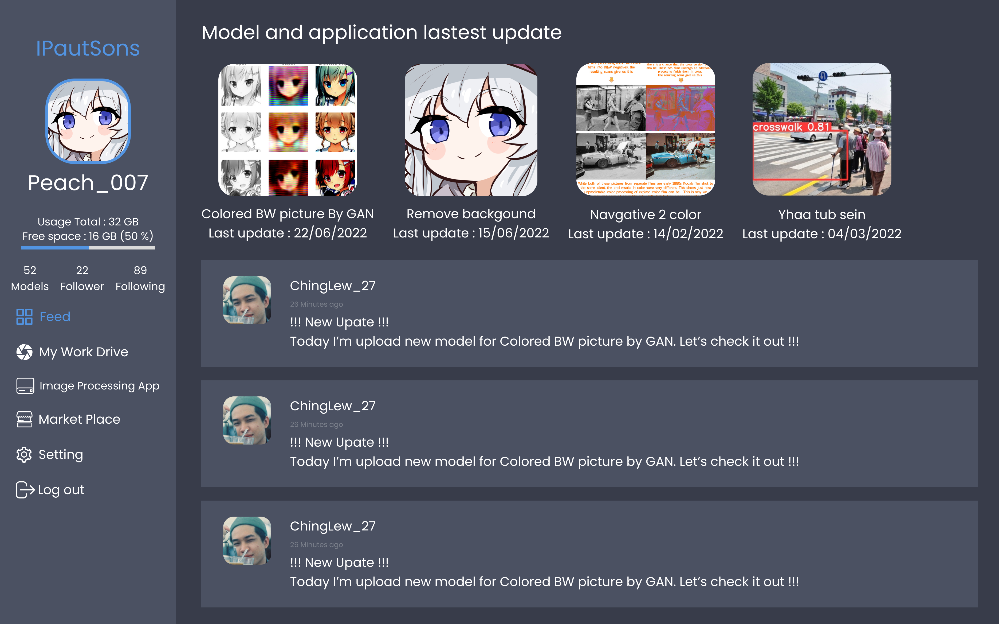 IPautSons
Peach_007
Usage Total : 32 GB
Free space : 16 GB (50 %)
52
Models
22
Follower
89
Following
Feed
My Work Drive
Image Processing App
Market Place
Setting
Log out
Model and application lastest update
films into B&W negatives, the
resulting scans give us this.
there is a chance that the color version
also be. These two films undergo an additional
process to finish them in color.
The resulting scans give us this.
While both of these pictures from seperate films are early 1990s Kodak film shot by
the same client, the end results in color were very different. This shows just how
unpredictable color processing of expired color film can be. This is why we
crosswalk 0.81
Colored BW picture By GAN
Last update : 22/06/2022
Remove backgound
Last update : 15/06/2022
Navgative 2 color
Last update : 14/02/2022
Yhaa tub sein
Last update : 04/03/2022
ChingLew_27
26 Minutes ago
!!! New Upate !!!
Today I’m upload new model for Colored BW picture by GAN. Let’s check it out !!!
ChingLew_27
26 Minutes ago
!!! New Upate !!!
Today I’m upload new model for Colored BW picture by GAN. Let’s check it out !!!
ChingLew_27
26 Minutes ago
!!! New Upate !!!
Today I’m upload new model for Colored BW picture by GAN. Let’s check it out !!!